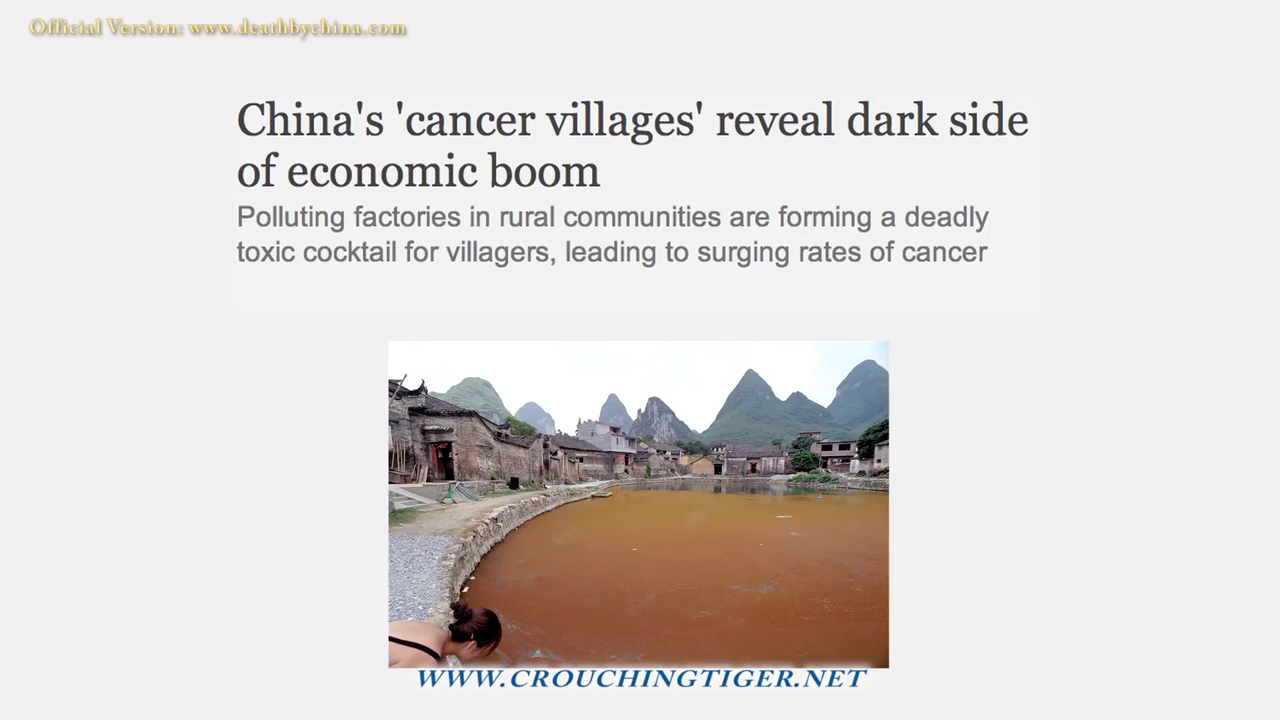 Official Version: www.deathbychina.com
China's 'cancer villages' reveal dark side
of economic boom
Polluting factories in rural communities are forming a deadly
toxic cocktail for villagers, leading to surging rates of cancer
WWW.CROUCHINGTIGER.NET